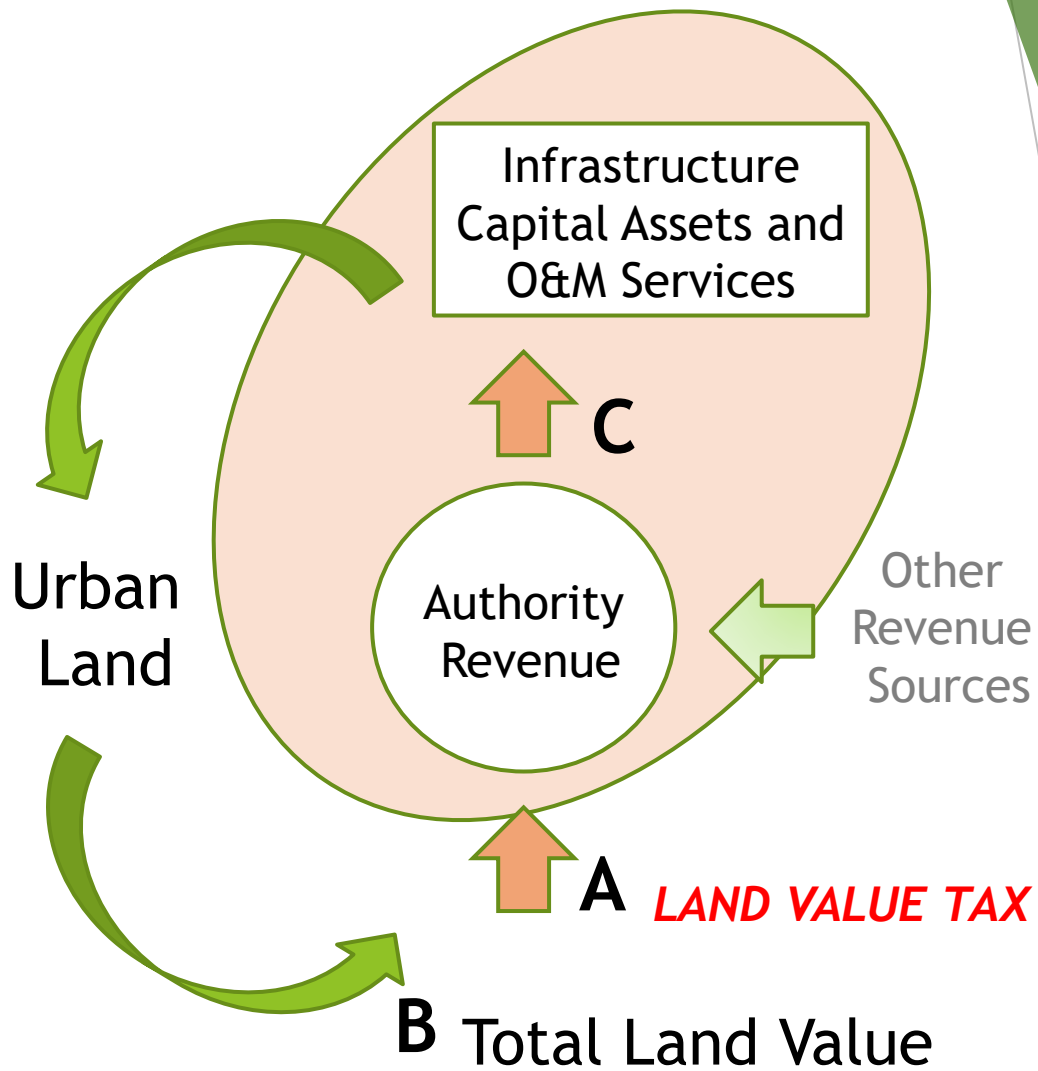 Infrastructure
Capital Assets and
O&M Services
C
Urban
Land
Authority
Revenue
Other
Revenue
Sources
A LAND VALUE TAX
B Total Land Value